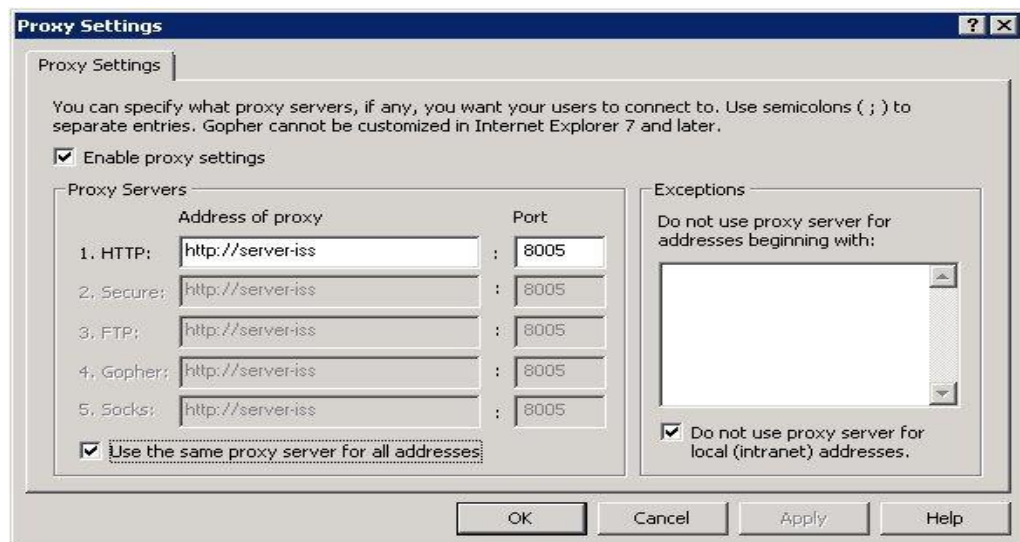 Proxy Settings
Proxy Settings
You can specify what proxy servers, if any, you want your users to connect to. Use semicolons ( ; ) to
separate entries. Gopher cannot be customized in Internet Explorer 7 and later.
Enable proxy settings
Proxy Servers
Address of proxy Port
1. HTTP: http://server-iss : 8005
2. Secure: http://server-iss : 8005
3. FTP: http://server-iss : 8005
4. Gopher: http://server-iss : 8005
5. Socks: http://server-iss : 8005
Use the same proxy server for all addresses
Exceptions
Do not use proxy server for
addresses beginning with:
Do not use proxy server for
local (intranet) addresses.
OK Cancel Apply Help